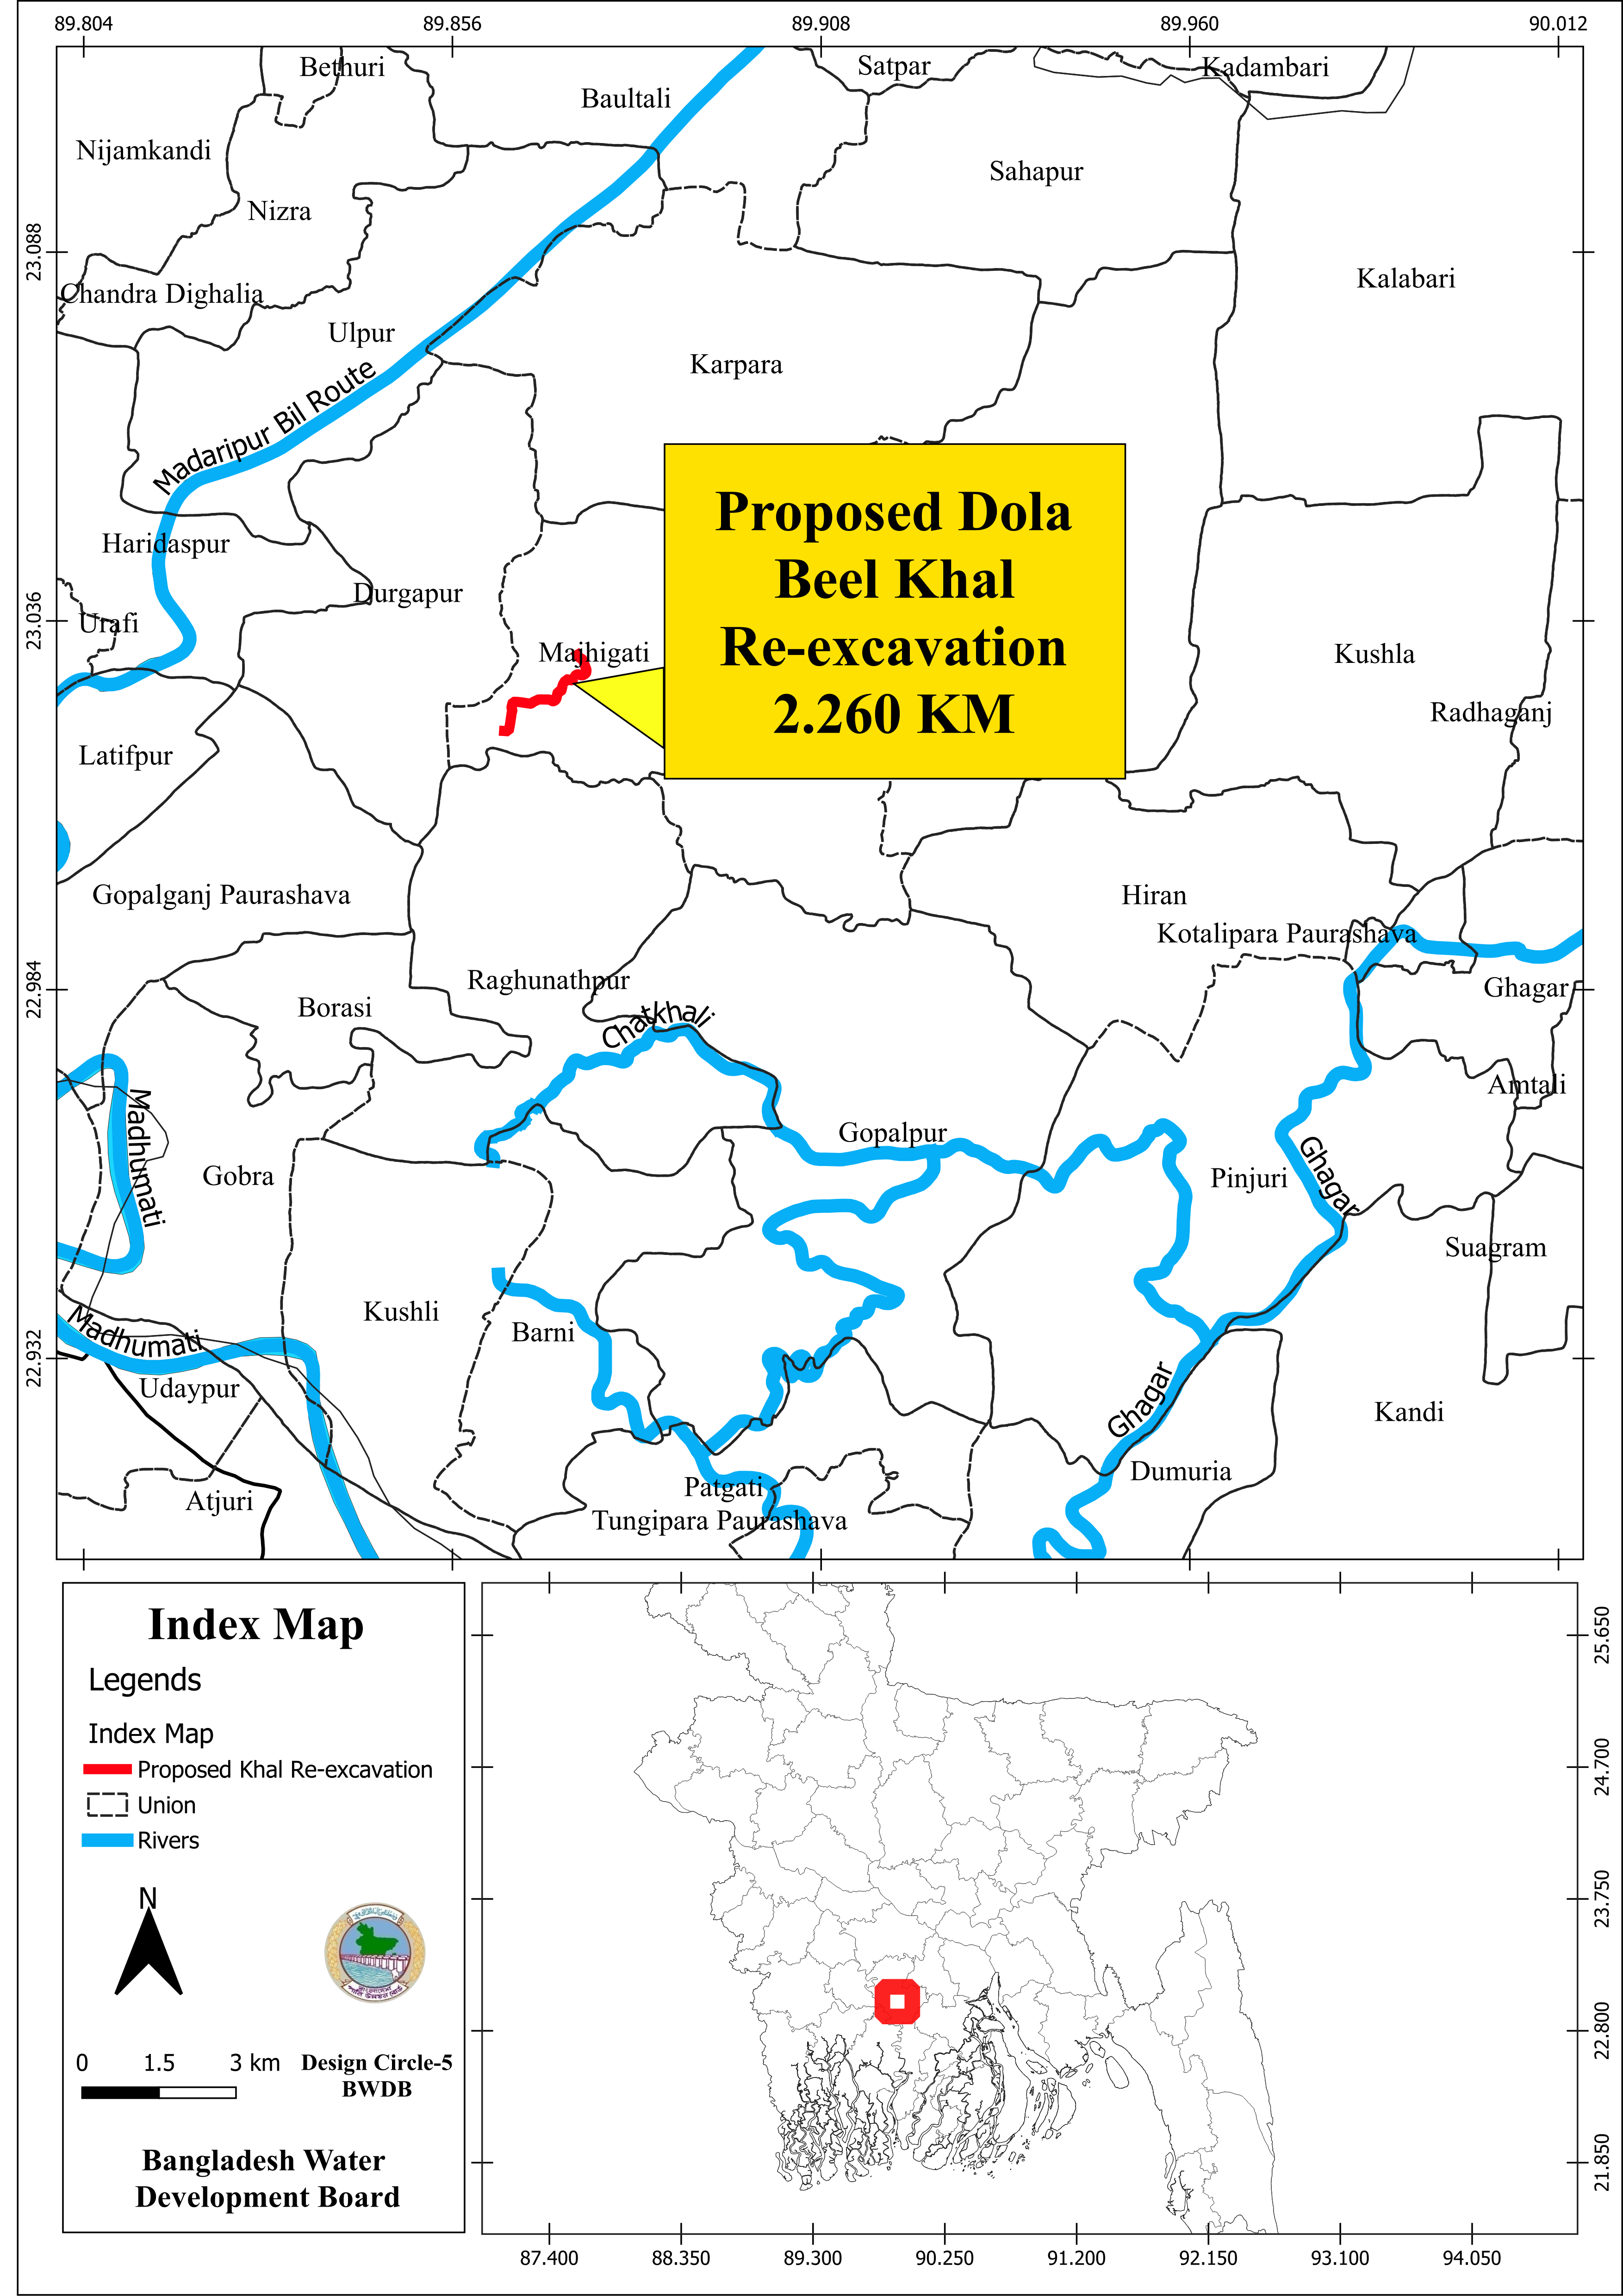 89.804
89.856
89.908
89.960
90.012
Bethuri
Satpar
Kadambari
Baultali
Nijamkandi
Sahapur
Nizra
23.088
Kalabari
Chandra Dighalia
Ulpur
Karpara
Madaripur Bil Route
Proposed Dola
Beel Khal
Re-excavation
2.260 KM
Haridaspur
Durgapur
23.036
Urafi
Majhigati
Kushla
Radhaganj
Latifpur
Gopalganj Paurashava
Hiran
Kotalipara Paurashava
22.984
Raghunathpur
Ghagar
Borasi
Chatkhali
Amtali
Madhumati
Gopalpur
Gobra
Pinjuri
Ghagar
Suagram
Kushli
Barni
Madhumati
22.932
Udaypur
Ghagar
Kandi
Dumuria
Patgati
Atjuri
Tungipara Paurashava
Index Map
Legends
Index Map
Proposed Khal Re-excavation
Union
Rivers
N
0 1.5 3 km
Design Circle-5
BWDB
Bangladesh Water
Development Board
25.650
24.700
23.750
22.800
21.850
87.400
88.350
89.300
90.250
91.200
92.150
93.100
94.050